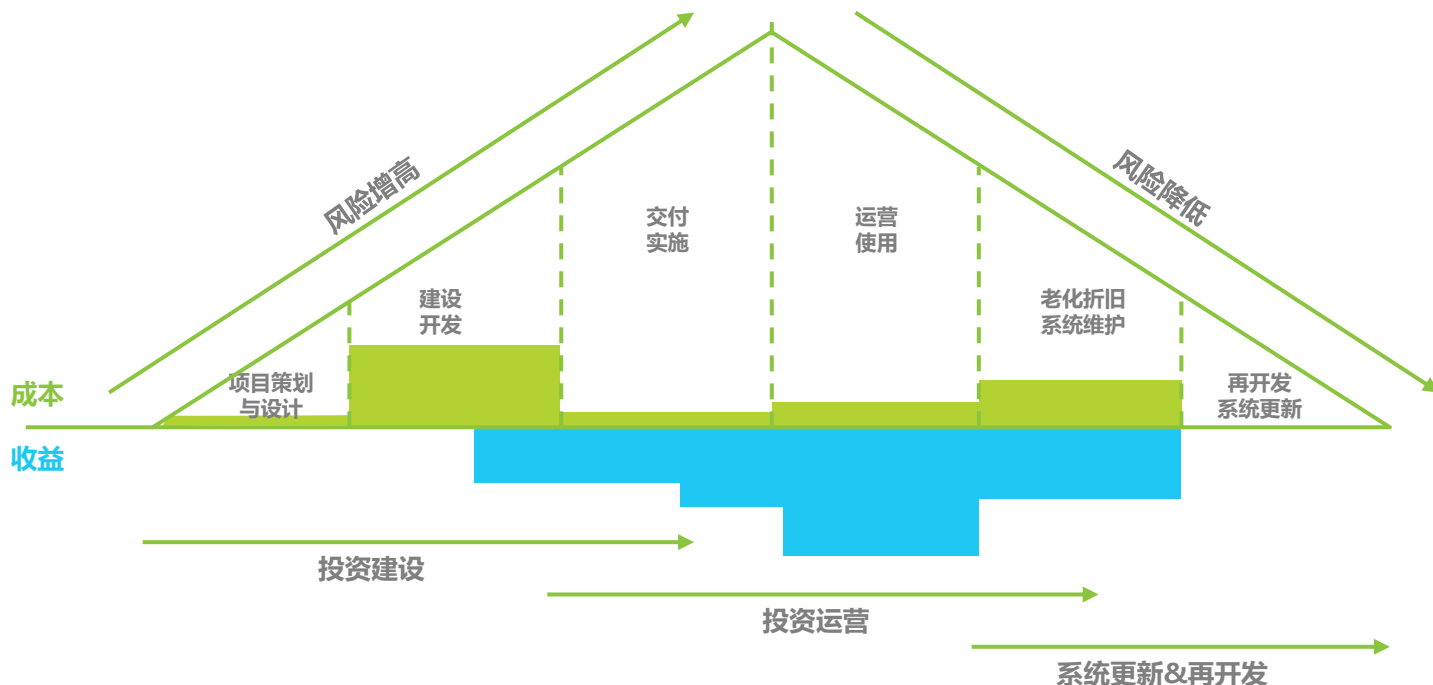 风险增高
风险降低
交付
实施
运营
使用
建设
开发
老化折旧
系统维护
项目策划
与设计
再开发
系统更新
成本
收益
投资建设
投资运营
系统更新&再开发